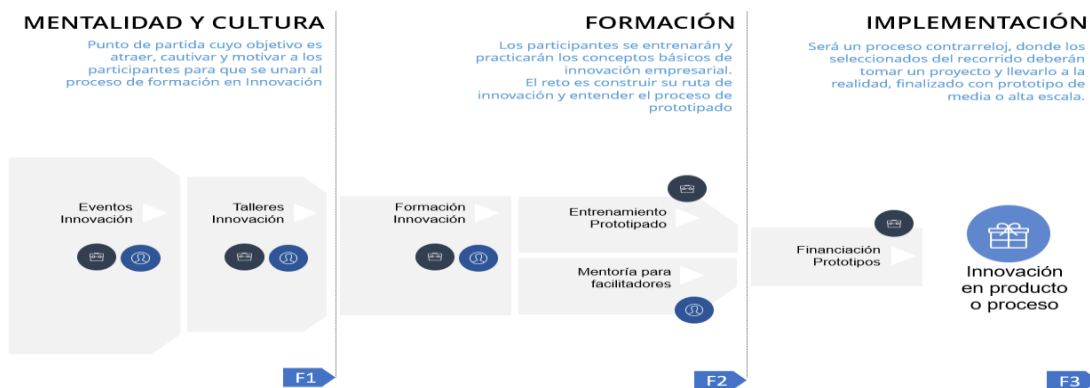 MENTALIDAD Y CULTURA
Punto de partida cuyo objetivo es
atraer, cautivar y motivar a los
participantes para que se unan al
proceso de formación en Innovación
Eventos
Innovación
Talleres
Innovación
F1
FORMACIÓN
Los participantes se entrenarán y
practicarán los conceptos básicos de
innovación empresarial.
El reto es construir su ruta de
innovación y entender el proceso de
prototipado
Formación
Innovación
Entrenamiento
Prototipado
Mentoría para
facilitadores
F2
IMPLEMENTACIÓN
Será un proceso contrarreloj, donde los
seleccionados del recorrido deberán
tomar un proyecto y llevarlo a la
realidad, finalizado con prototipo de
media o alta escala.
Financiación
Prototipos
Innovación
en producto
o proceso
F3